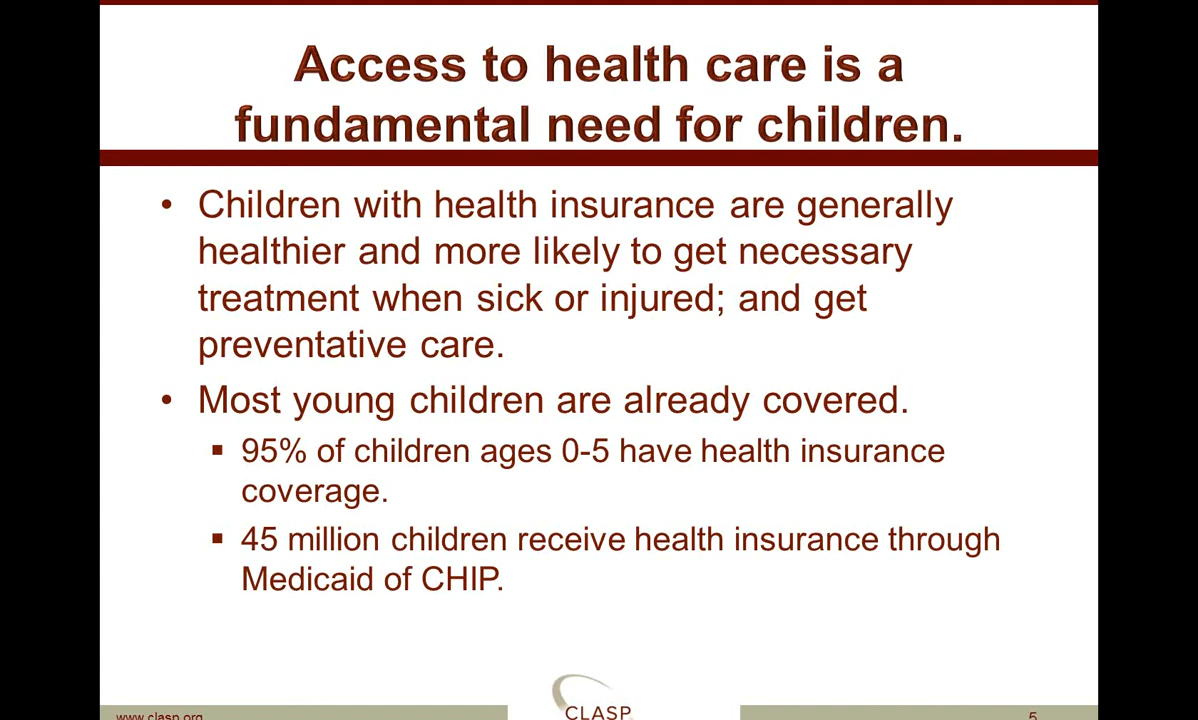 Access to health care is a
fundamental need for children.
• Children with health insurance are generally
healthier and more likely to get necessary
treatment when sick or injured; and get
preventative care.
• Most young children are already covered.
▪ 95% of children ages 0-5 have health insurance
coverage.
▪ 45 million children receive health insurance through
Medicaid of CHIP.
www.clasp.org
CLASP
5